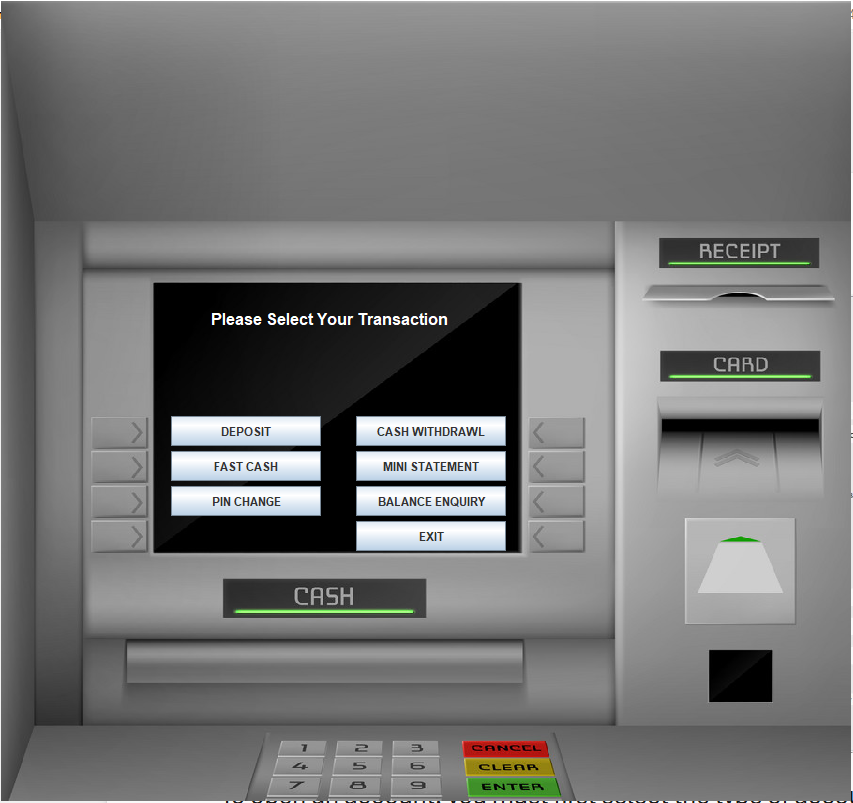 Please Select Your Transaction
DEPOSIT
CASH WITHDRAWL
FAST CASH
MINI STATEMENT
PIN CHANGE
BALANCE ENQUIRY
EXIT
RECEIPT
CARD
CASH
1 2 3 CANCEL
4 5 6 CLEAR
7 8 9 ENTER